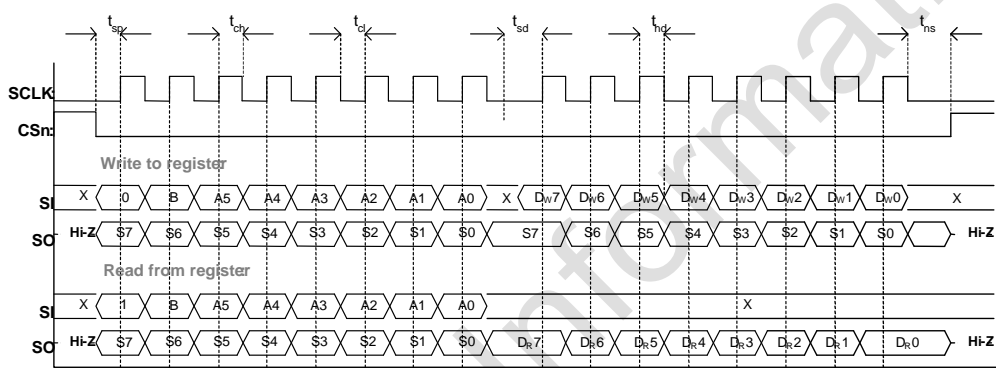 tsp tch tcl tsd thd tns
SCLK:
CSn:
Write to register
SI X 0 B A5 A4 A3 A2 A1 A0 X DW7 DW6 DW5 DW4 DW3 DW2 DW1 DW0 X
SO Hi-Z S7 S6 S5 S4 S3 S2 S1 S0 S7 S6 S5 S4 S3 S2 S1 S0 Hi-Z
Read from register
SI X 1 B A5 A4 A3 A2 A1 A0 X
SO Hi-Z S7 S6 S5 S4 S3 S2 S1 S0 DR7 DR6 DR5 DR4 DR3 DR2 DR1 DR0 Hi-Z